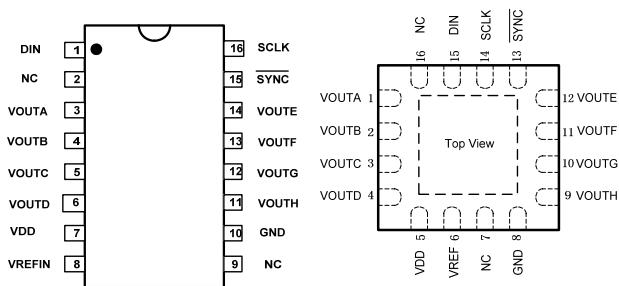 DIN 1 16 SCLK
NC 2 15 SYNC
VOUTA 3 14 VOUTE
VOUTB 4 13 VOUTF
VOUTC 5 12 VOUTG
VOUTD 6 11 VOUTH
VDD 7 10 GND
VREFIN 8 9 NC
NC DIN SCLK SYNC
16 15 14 13
VOUTA 1 12 VOUTE
VOUTB 2 11 VOUTF
Top View
VOUTC 3 10 VOUTG
VOUTD 4 9 VOUTH
5 6 7 8
VDD VREF NC GND